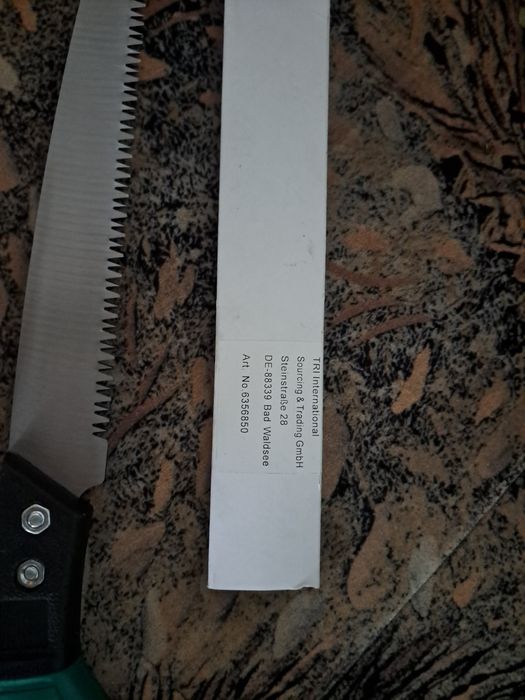 TRI International
Sourcing & Trading GmbH
Steinstraße 28
DE-88339 Bad Waldsee
Art. No 6356850